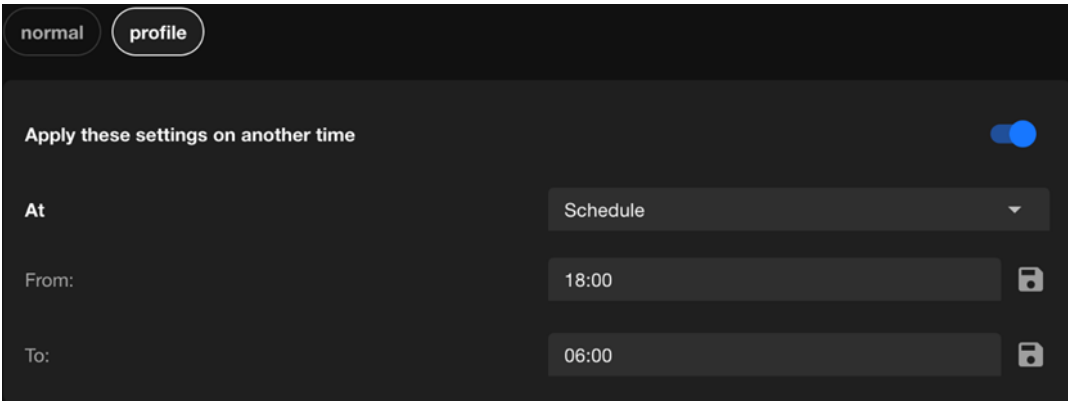 normal profile
Apply these settings on another time
At Schedule
From: 18:00
To: 06:00